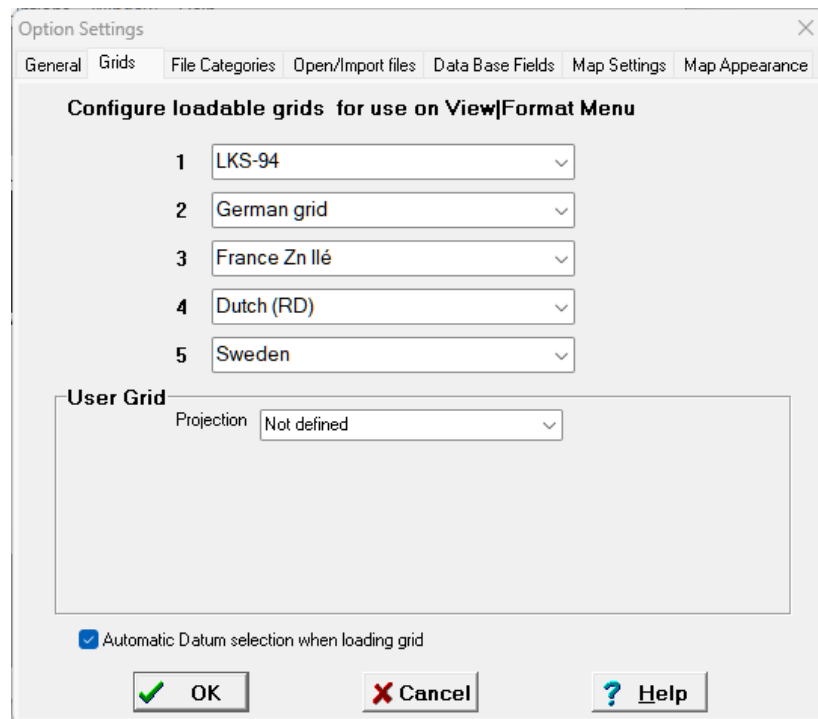 Option Settings
General Grids File Categories Open/Import files Data Base Fields Map Settings Map Appearance
Configure loadable grids for use on View|Format Menu
1 LKS-94
2 German grid
3 France Zn IIé
4 Dutch (RD)
5 Sweden
User Grid
Projection Not defined
Automatic Datum selection when loading grid
OK Cancel Help